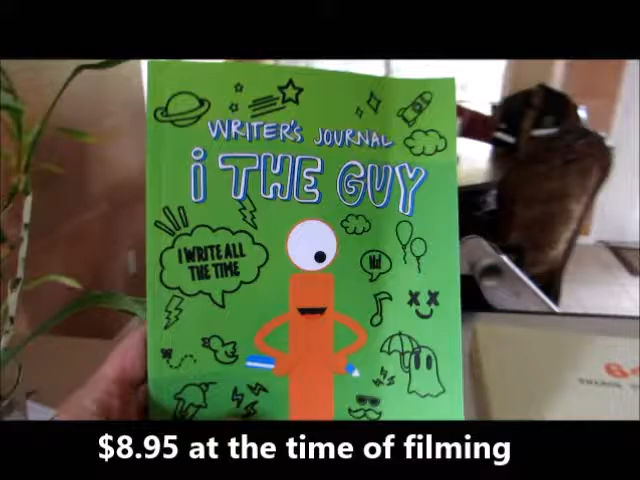 WRITER'S JOURNAL
i THE GUY
I WRITE ALL
THE TIME
Hi
$8.95 at the time of filming